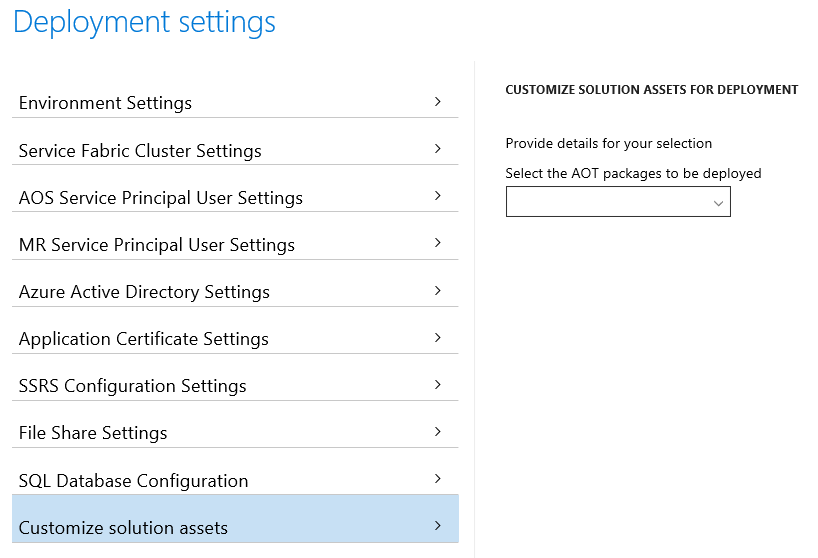 Deployment settings
Environment Settings
Service Fabric Cluster Settings
AOS Service Principal User Settings
MR Service Principal User Settings
Azure Active Directory Settings
Application Certificate Settings
SSRS Configuration Settings
File Share Settings
SQL Database Configuration
Customize solution assets
CUSTOMIZE SOLUTION ASSETS FOR DEPLOYMENT
Provide details for your selection
Select the AOT packages to be deployed